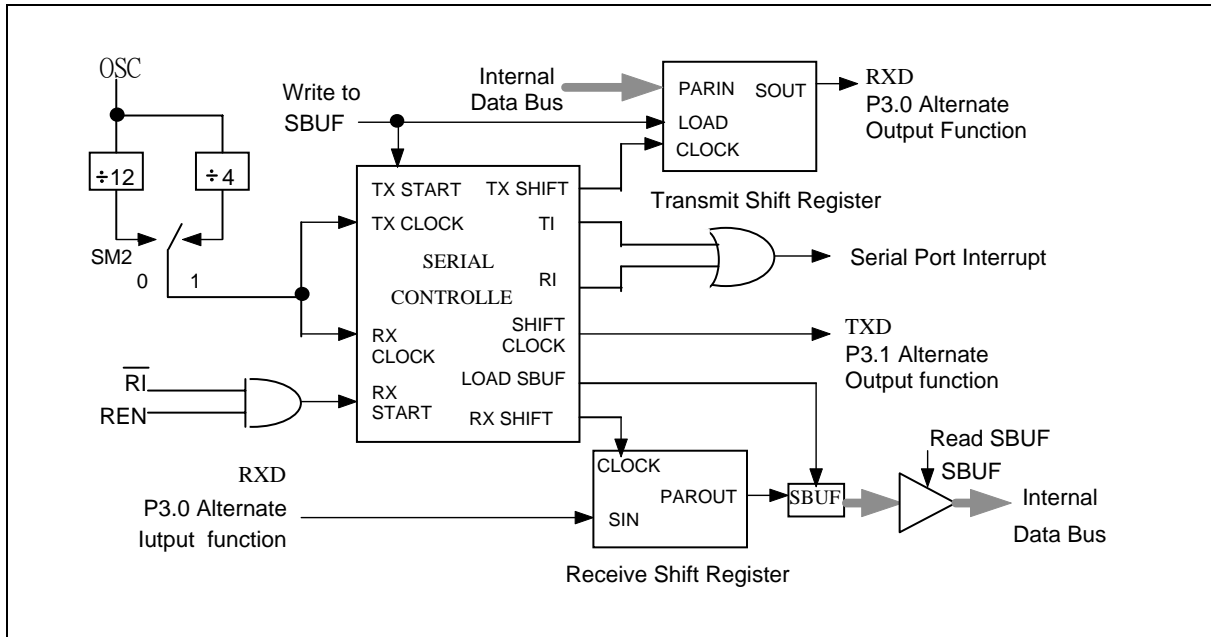 OSC
÷12
÷4
SM2
0
1
Write to
SBUF
Internal
Data Bus
PARIN
SOUT
LOAD
CLOCK
RXD
P3.0 Alternate
Output Function
Transmit Shift Register
TX START
TX SHIFT
TX CLOCK
TI
SERIAL
RI
CONTROLLE
SHIFT
CLOCK
RX
CLOCK
LOAD SBUF
RX
START
RX SHIFT
Serial Port Interrupt
TXD
P3.1 Alternate
Output function
RI
REN
RXD
P3.0 Alternate
Iutput function
CLOCK
PAROUT
SIN
Receive Shift Register
SBUF
Read SBUF
SBUF
Internal
Data Bus